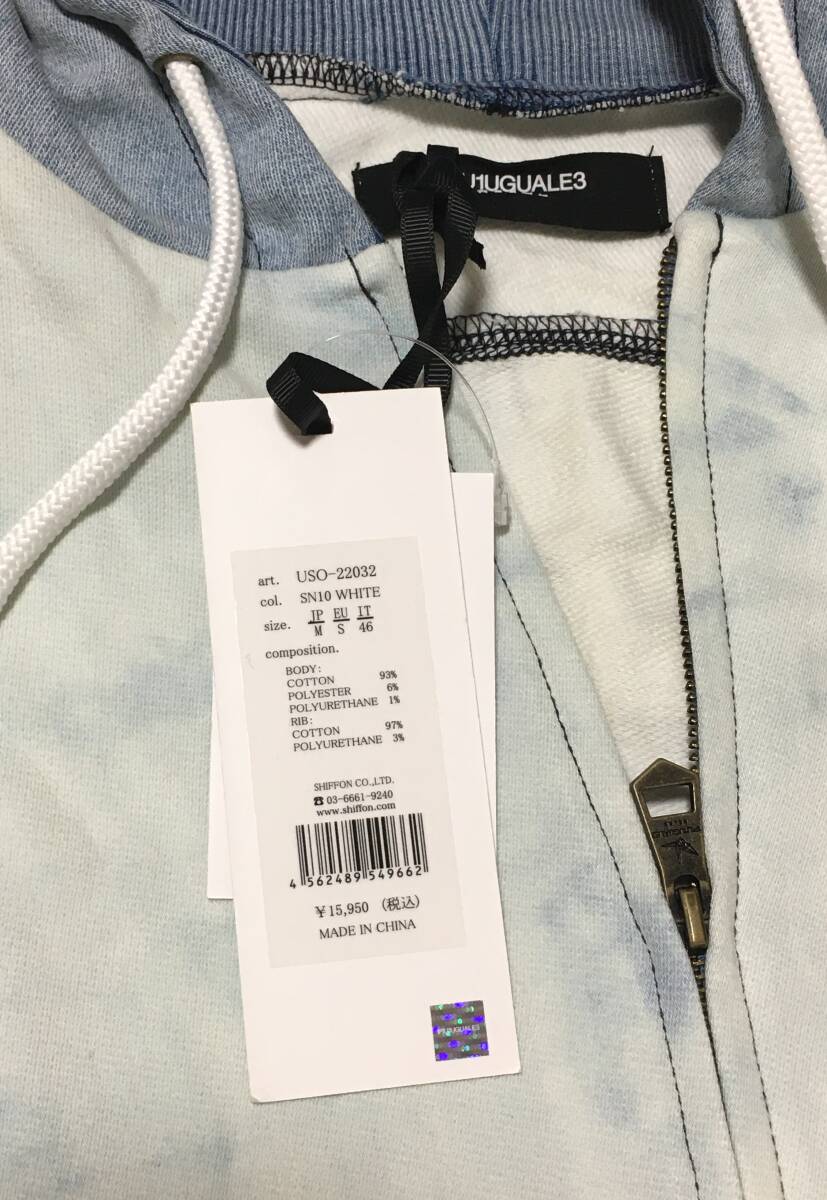 U1UGUALE3
art. USO-22032
col. SN10 WHITE
size. JP EU IT
M S 46
composition.
BODY:
COTTON 93%
POLYESTER 6%
POLYURETHANE 1%
RIB:
COTTON 97%
POLYURETHANE 3%
SHIFFON CO.,LTD.
☎03-6661-9240
www.shiffon.com
4 562489 549662
¥15,950 (税込)
MADE IN CHINA